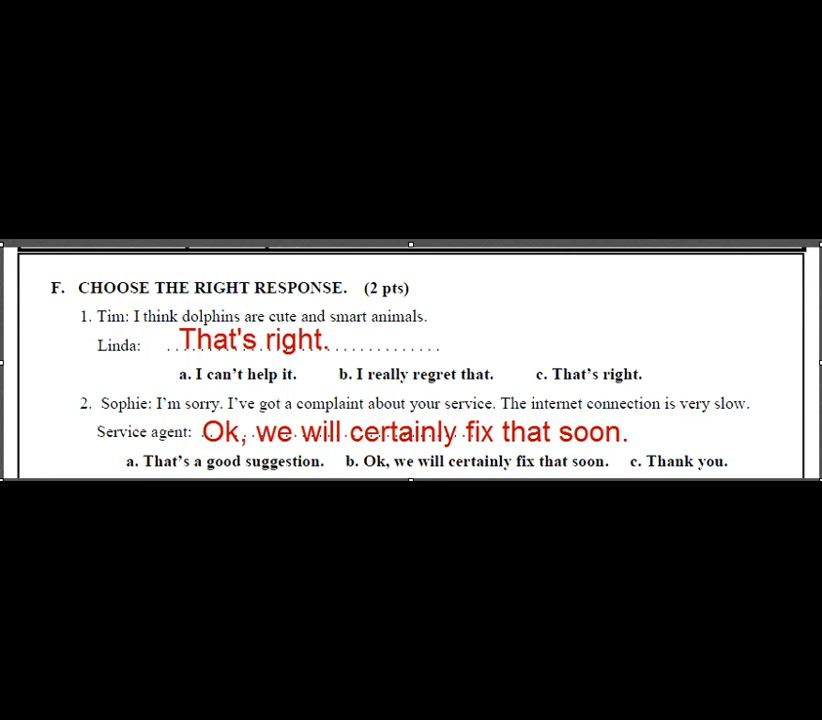 F. CHOOSE THE RIGHT RESPONSE. (2 pts)
1. Tim: I think dolphins are cute and smart animals.
Linda: That's right.
a. I can’t help it. b. I really regret that. c. That’s right.
2. Sophie: I’m sorry. I’ve got a complaint about your service. The internet connection is very slow.
Service agent: Ok, we will certainly fix that soon.
a. That’s a good suggestion. b. Ok, we will certainly fix that soon. c. Thank you.